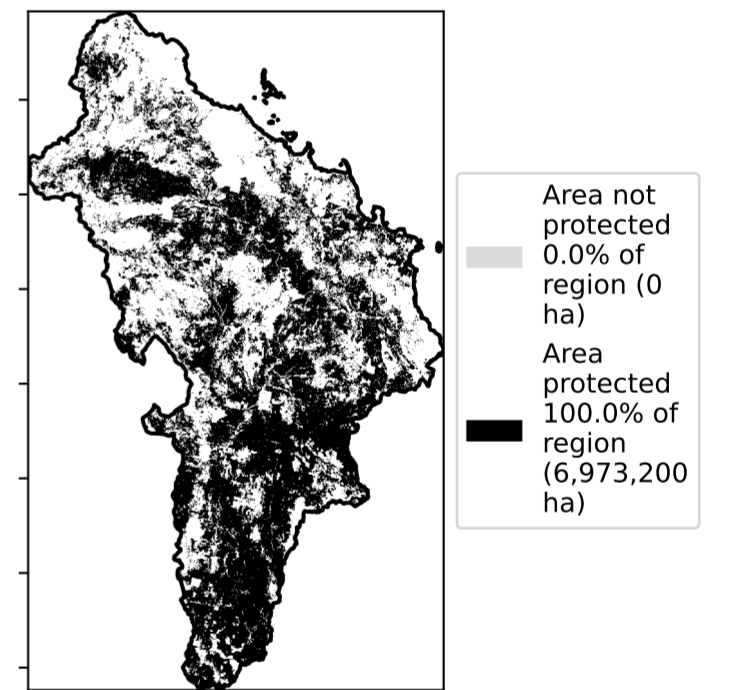 Area not
protected
0.0% of
region (0
ha)
Area
protected
100.0% of
region
(6,973,200
ha)